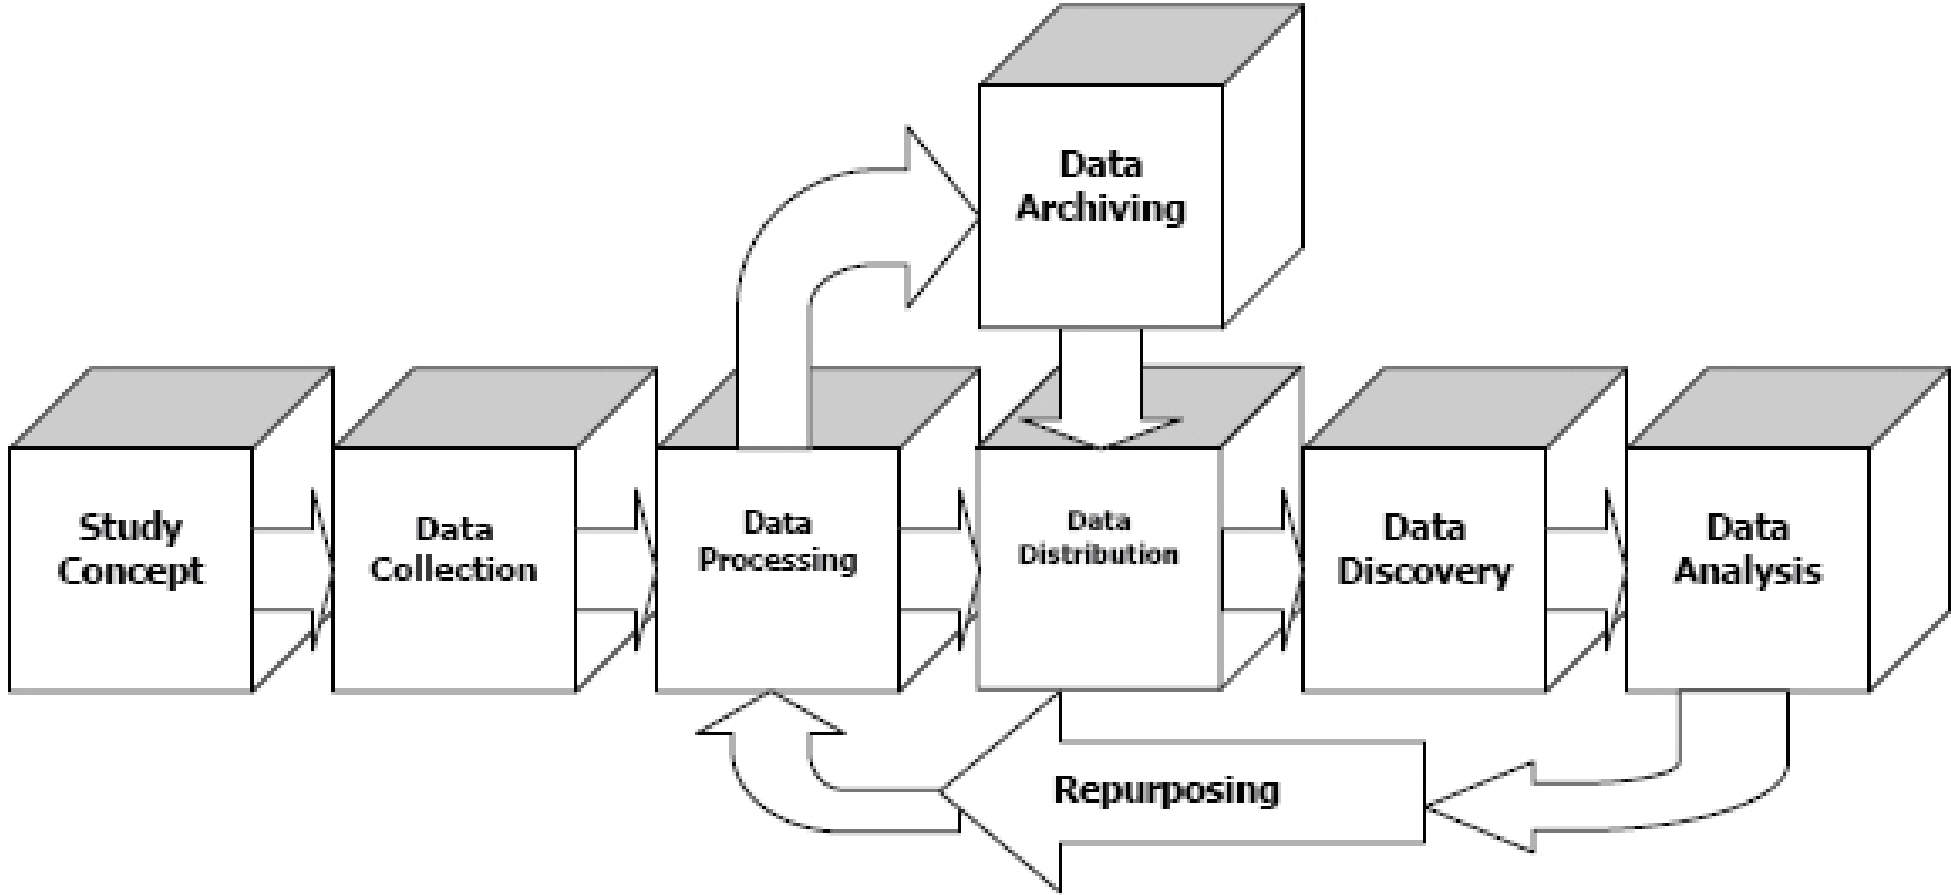 Data
Archiving
Study
Concept
Data
Collection
Data
Processing
Data
Distribution
Data
Discovery
Data
Analysis
Repurposing